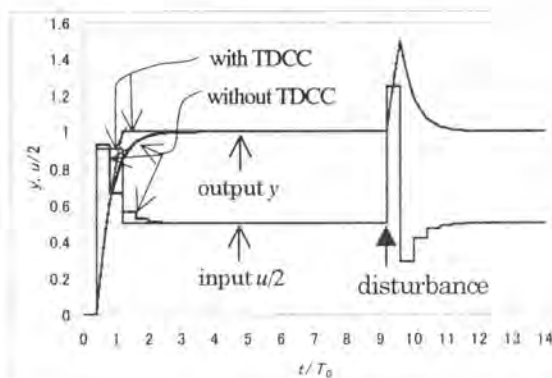 1.6
1.4
1.2
1
0.8
0.6
0.4
0.2
0
y, u/2
with TDCC
without TDCC
output y
input u/2
disturbance
0 1 2 3 4 5 6 7 8 9 10 11 12 13 14
t/T₀